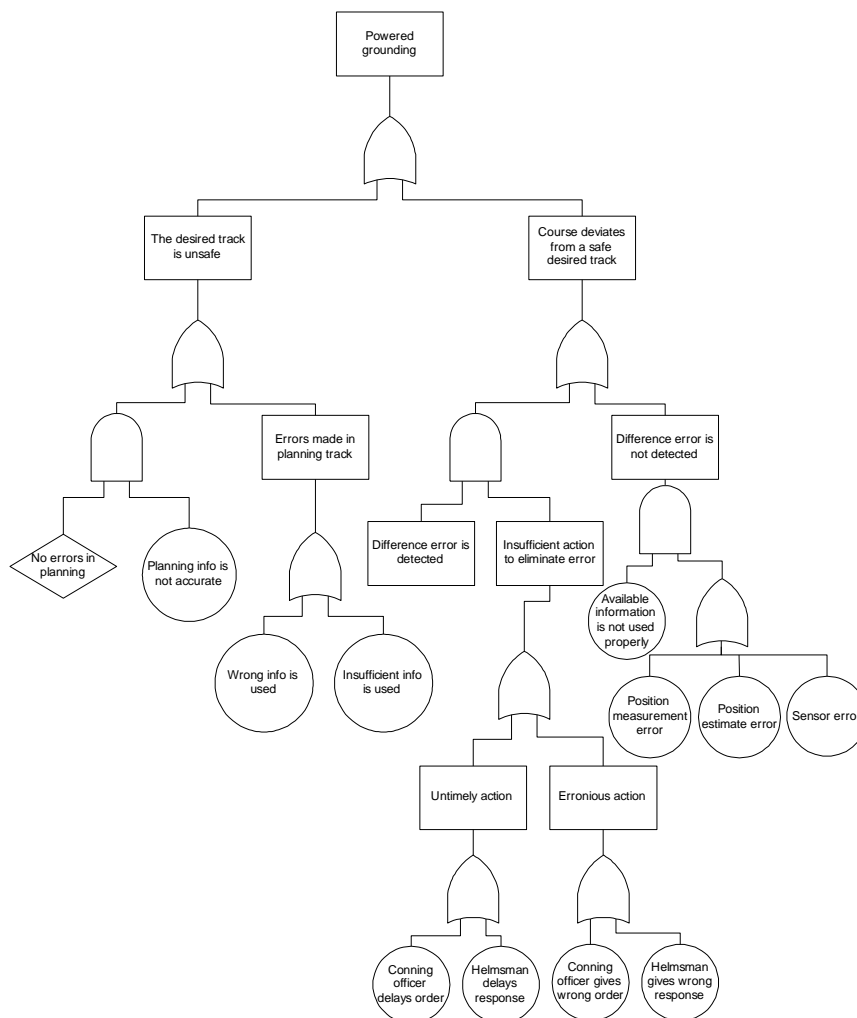 Powered
grounding
The desired track
is unsafe
Course deviates
from a safe
desired track
Errors made in
planning track
Difference error is
not detected
No errors in
planning
Planning info is
not accurate
Difference error is
detected
Insufficient action
to eliminate error
Available
information
is not used
properly
Wrong info is
used
Insufficient info
is used
Position
measurement
error
Position
estimate error
Sensor error
Untimely action
Erronious action
Conning
officer
delays order
Helmsman
delays
response
Conning
officer gives
wrong order
Helmsman
gives wrong
response